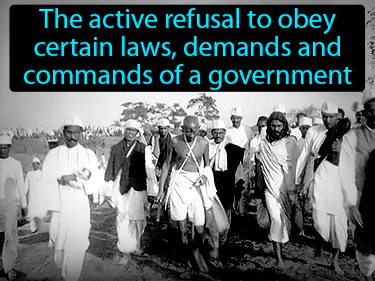 The active refusal to obey
certain laws, demands and
commands of a government